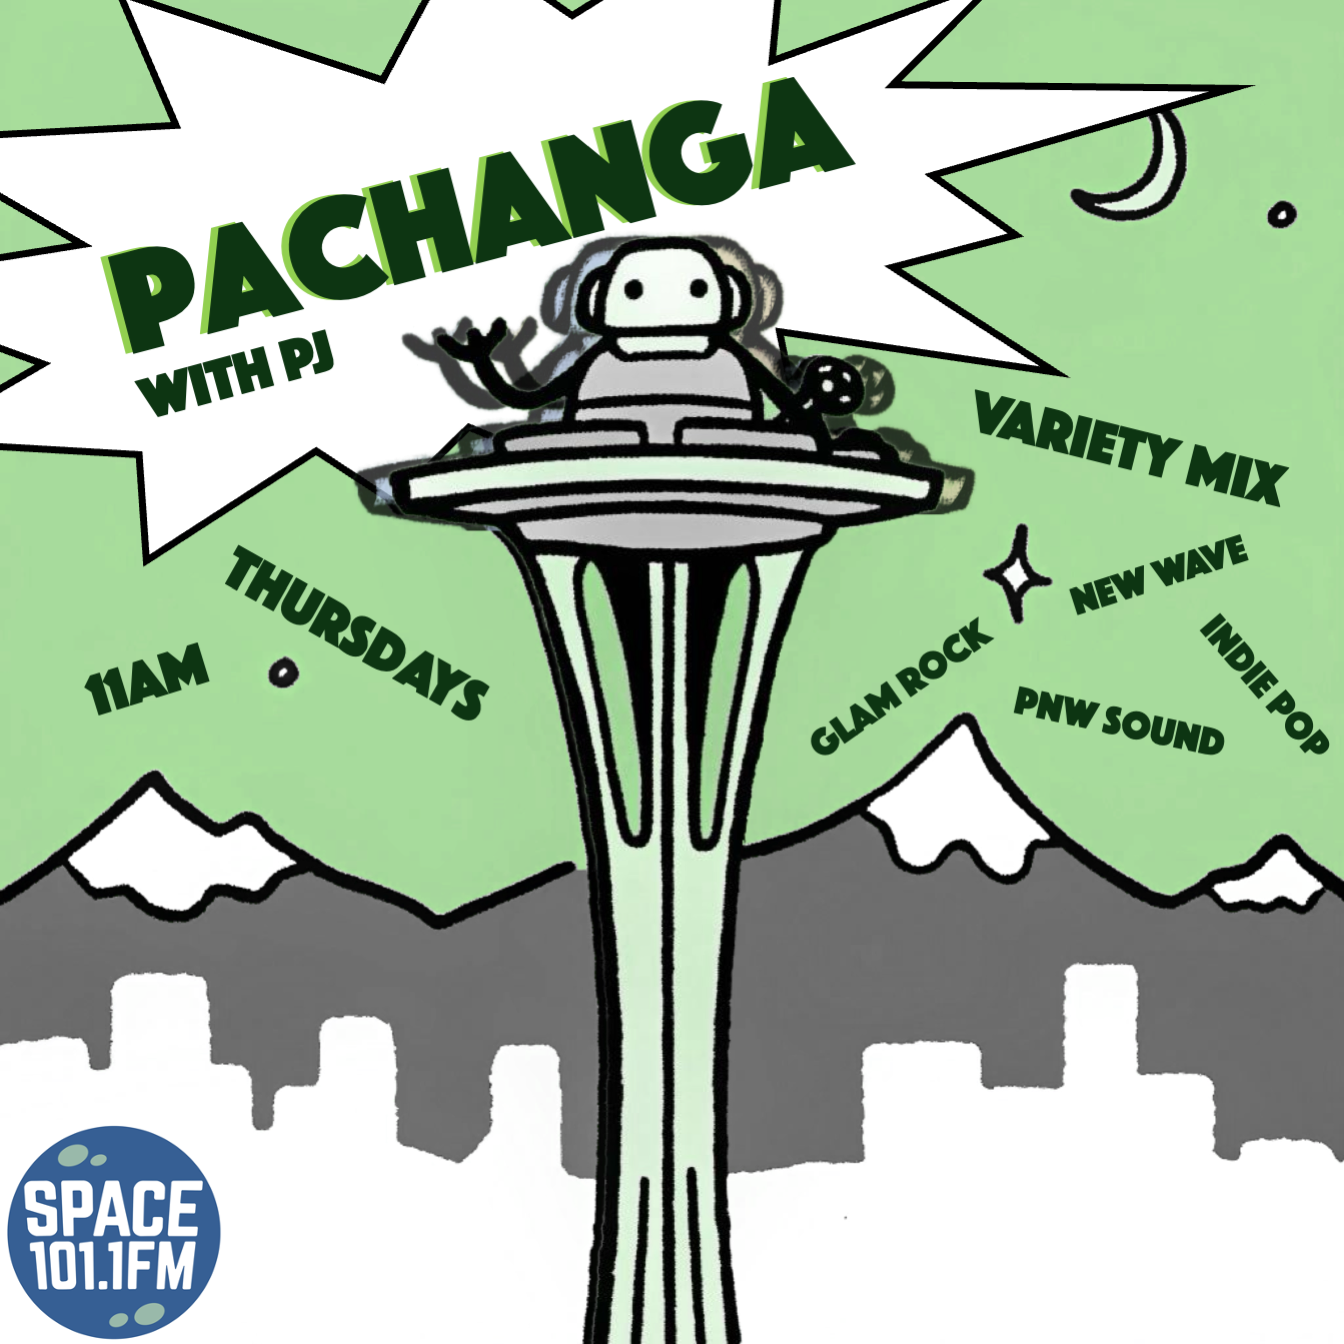 PACHANGA
WITH PJ
VARIETY MIX
THURSDAYS
11AM
NEW WAVE
GLAM ROCK
INDIE POP
PNW SOUND
SPACE
101.1FM